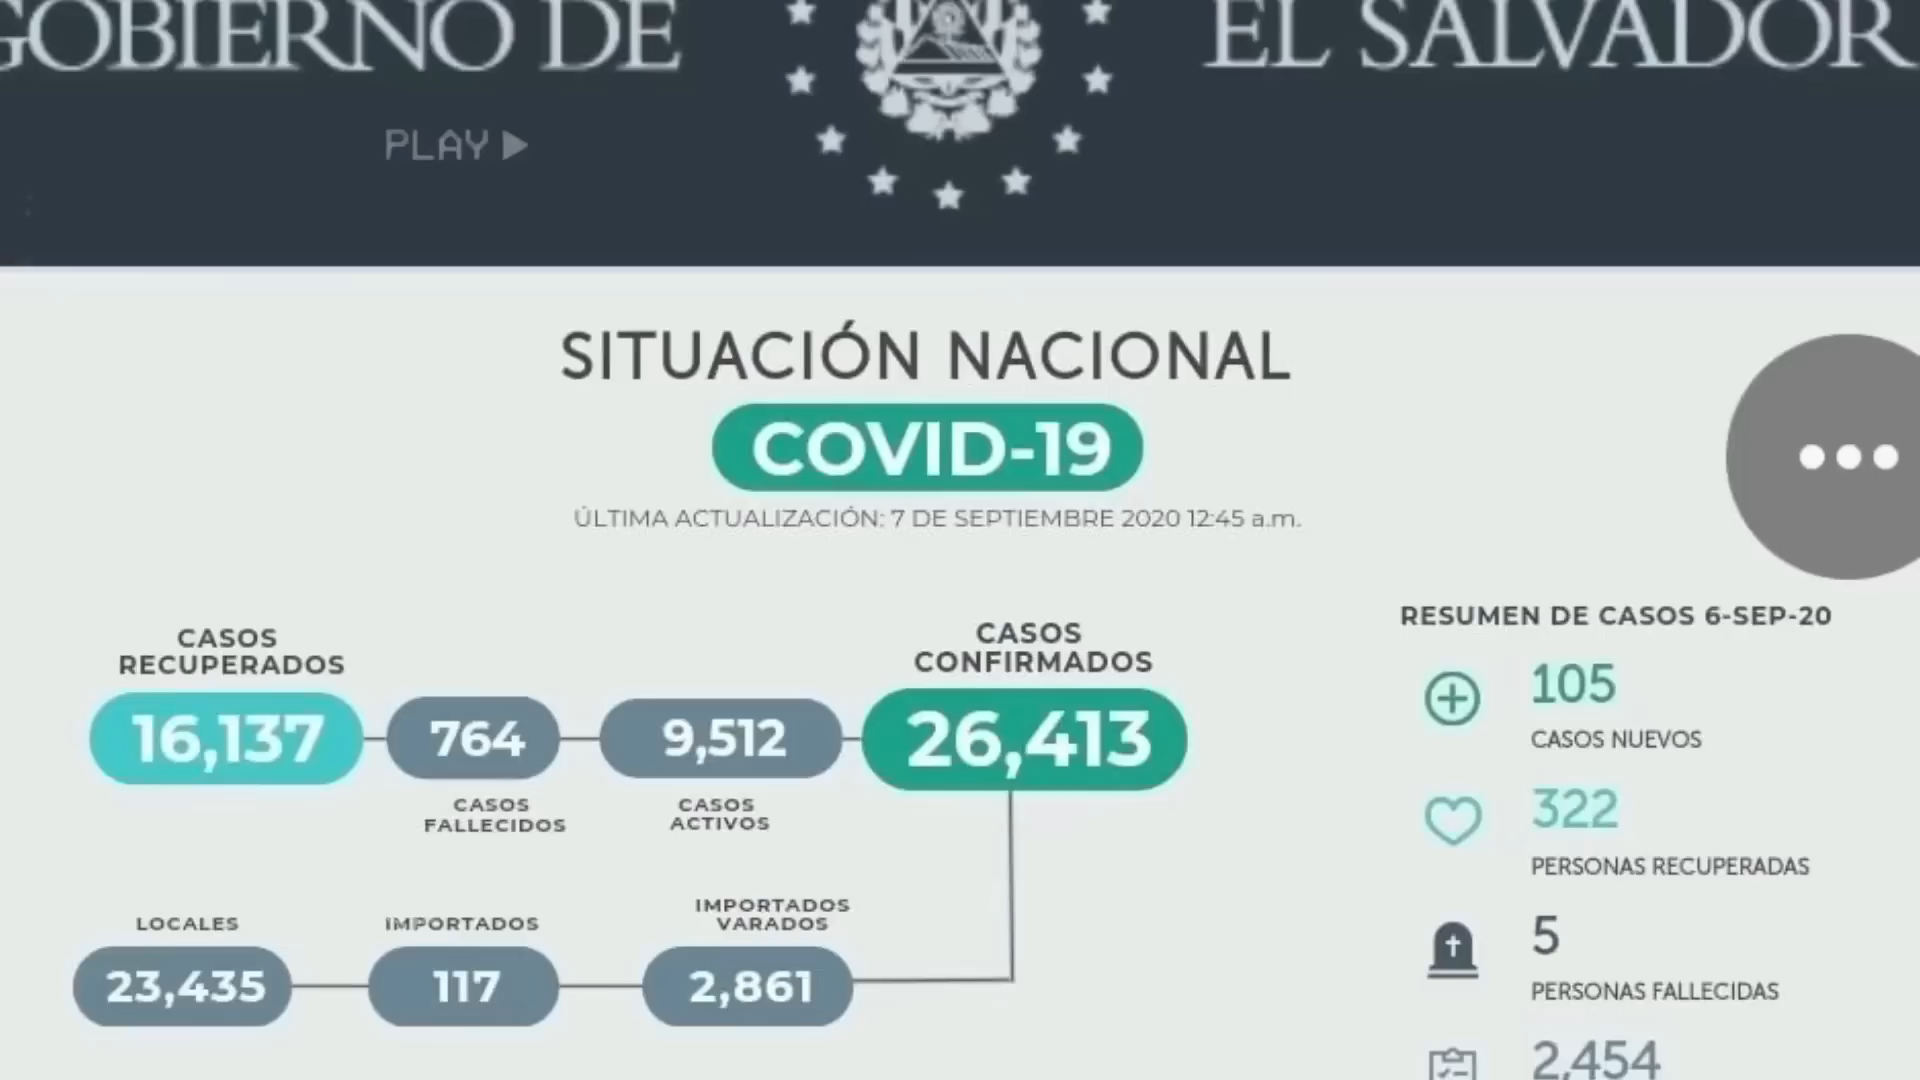 GOBIERNO DE
EL SALVADOR
PLAY
SITUACIÓN NACIONAL
COVID-19
ÚLTIMA ACTUALIZACIÓN: 7 DE SEPTIEMBRE 2020 12:45 a.m.
CASOS
RECUPERADOS
16,137
764
CASOS
FALLECIDOS
9,512
CASOS
ACTIVOS
CASOS
CONFIRMADOS
26,413
LOCALES
23,435
IMPORTADOS
117
IMPORTADOS
VARADOS
2,861
RESUMEN DE CASOS 6-SEP-20
105
CASOS NUEVOS
322
PERSONAS RECUPERADAS
5
PERSONAS FALLECIDAS
2,454